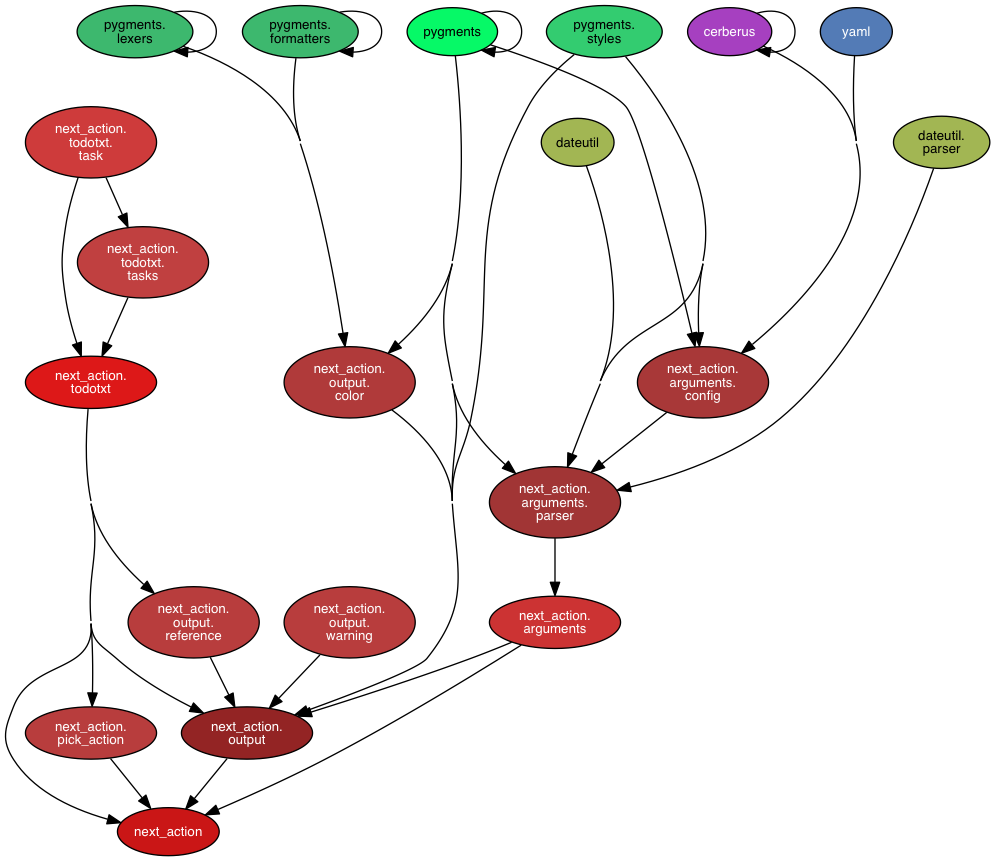 pygments.
lexers
pygments.
formatters
pygments
pygments.
styles
cerberus
yaml
next_action.
todotxt.
task
dateutil
dateutil.
parser
next_action.
todotxt.
tasks
next_action.
todotxt
next_action.
output.
color
next_action.
arguments.
config
next_action.
arguments.
parser
next_action.
output.
reference
next_action.
output.
warning
next_action.
arguments
next_action.
pick_action
next_action.
output
next_action